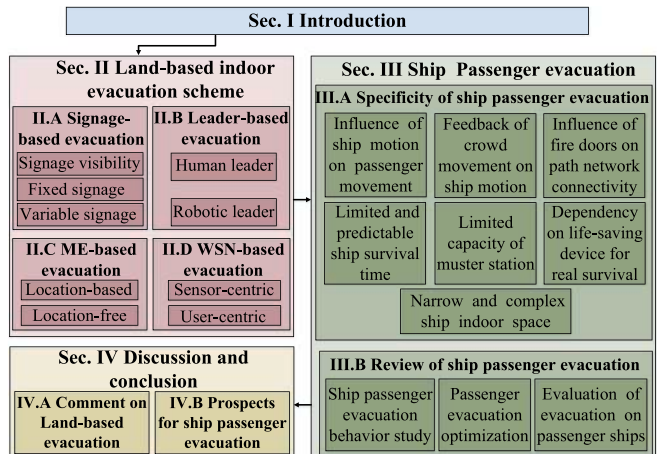 Sec. I Introduction
Sec. II Land-based indoor
evacuation scheme
II.A Signage-
based evacuation
Signage visibility
Fixed signage
Variable signage
II.B Leader-based
evacuation
Human leader
Robotic leader
II.C ME-based
evacuation
Location-based
Location-free
II.D WSN-based
evacuation
Sensor-centric
User-centric
Sec. III Ship Passenger evacuation
III.A Specificity of ship passenger evacuation
Influence of
ship motion
on passenger
movement
Feedback of
crowd
movement on
ship motion
Influence of
fire doors on
path network
connectivity
Limited and
predictable
ship survival
time
Limited
capacity of
muster station
Dependency
on life-saving
device for
real survival
Narrow and complex
ship indoor space
III.B Review of ship passenger evacuation
Ship passenger
evacuation
behavior study
Passenger
evacuation
optimization
Evaluation of
evacuation on
passenger ships
Sec. IV Discussion and
conclusion
IV.A Comment on
Land-based
evacuation
IV.B Prospects
for ship passenger
evacuation